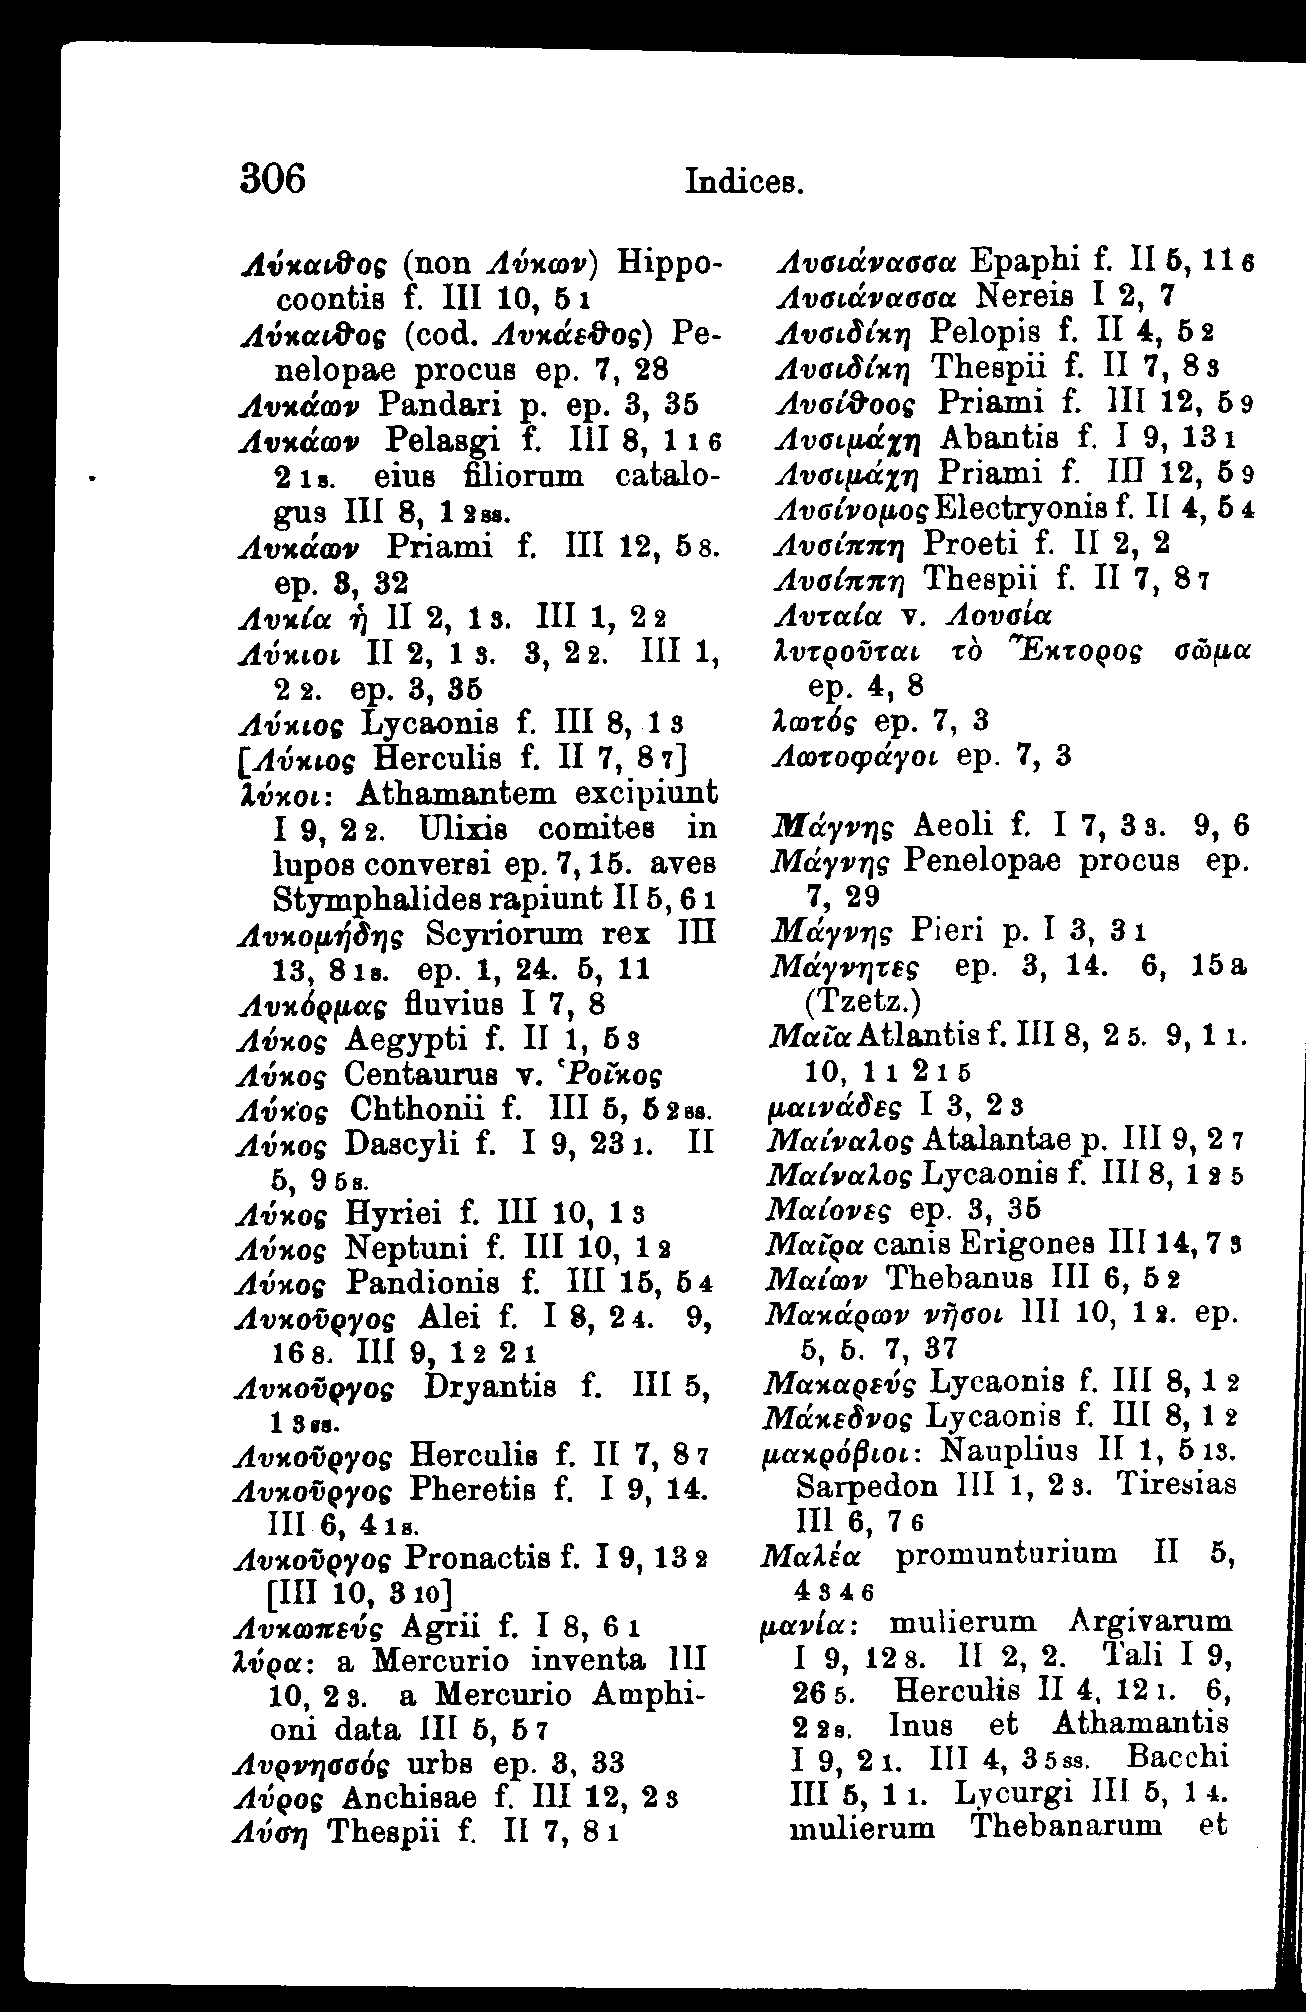 306 Indices.
Λύκαιθος (non Λύκων) Hippo-
coontis f. III 10, 5 1
Λύκαιθος (cod. Λυκάεθος) Pe-
nelopae procus ep. 7, 28
Λυκάων Pandari p. ep. 3, 35
Λυκάων Pelasgi f. III 8, 1 1 6
2 1s. eius filiorum catalo-
gus III 8, 1 2ss.
Λυκάων Priami f. III 12, 5 8.
ep. 3, 32
Λυκία ἡ II 2, 1 3. III 1, 2 2
Λύκιοι II 2, 1 3. 3, 2 2. III 1,
2 2. ep. 3, 35
Λύκιος Lycaonis f. III 8, 1 3
[Λύκιος Herculis f. II 7, 8 7]
λύκοι: Athamantem excipiunt
I 9, 2 2. Ulixis comites in
lupos conversi ep. 7, 15. aves
Stymphalides rapiunt II 5, 6 1
Λυκομήδης Scyriorum rex III
13, 8 1s. ep. 1, 24. 5, 11
Λυκόρμας fluvius I 7, 8
Λύκος Aegypti f. II 1, 5 3
Λύκος Centaurus v. Ῥοῖκος
Λύκος Chthonii f. III 5, 5 2ss.
Λύκος Dascyli f. I 9, 23 1. II
5, 9 5s.
Λύκος Hyriei f. III 10, 1 3
Λύκος Neptuni f. III 10, 1 2
Λύκος Pandionis f. III 15, 5 4
Λυκοῦργος Alei f. I 8, 2 4. 9,
16 8. III 9, 1 2 2 1
Λυκοῦργος Dryantis f. III 5,
1 3ss.
Λυκοῦργος Herculis f. II 7, 8 7
Λυκοῦργος Pheretis f. I 9, 14.
III 6, 4 1s.
Λυκοῦργος Pronactis f. I 9, 13 2
[III 10, 3 10]
Λυκωπεύς Agrii f. I 8, 6 1
λύρα: a Mercurio inventa III
10, 2 3. a Mercurio Amphi-
oni data III 5, 5 7
Λυρνησσός urbs ep. 3, 33
Λύρος Anchisae f. III 12, 2 3
Λύση Thespii f. II 7, 8 1
Λυσιάνασσα Epaphi f. II 5, 11 6
Λυσιάνασσα Nereis I 2, 7
Λυσιδίκη Pelopis f. II 4, 5 2
Λυσιδίκη Thespii f. II 7, 8 3
Λυσίθοος Priami f. III 12, 5 9
Λυσιμάχη Abantis f. I 9, 13 1
Λυσιμάχη Priami f. III 12, 5 9
Λυσίνομος Electryonis f. II 4, 5 4
Λυσίππη Proeti f. II 2, 2
Λυσίππη Thespii f. II 7, 8 7
Λυταία v. Λουσία
λυτροῦται τὸ Ἕκτορος σῶμα
ep. 4, 8
λωτός ep. 7, 3
Λωτοφάγοι ep. 7, 3
Μάγνης Aeoli f. I 7, 3 3. 9, 6
Μάγνης Penelopae procus ep.
7, 29
Μάγνης Pieri p. I 3, 3 1
Μάγνητες ep. 3, 14. 6, 15 a
(Tzetz.)
Μαῖα Atlantis f. III 8, 2 5. 9, 1 1.
10, 1 1 2 1 5
μαινάδες I 3, 2 3
Μαίναλος Atalantae p. III 9, 2 7
Μαίναλος Lycaonis f. III 8, 1 2 5
Μαίονες ep. 3, 35
Μαῖρα canis Erigones III 14, 7 3
Μαίων Thebanus III 6, 5 2
Μακάρων νῆσοι III 10, 1 2. ep.
5, 5. 7, 37
Μακαρεύς Lycaonis f. III 8, 1 2
Μάκεδνος Lycaonis f. III 8, 1 2
μακρόβιοι: Nauplius II 1, 5 13.
Sarpedon III 1, 2 3. Tiresias
III 6, 7 6
Μαλέα promunturium II 5,
4 3 4 6
μανία: mulierum Argivarum
I 9, 12 8. II 2, 2. Tali I 9,
26 5. Herculis II 4, 12 1. 6,
2 2s. Inus et Athamantis
I 9, 2 1. III 4, 3 5ss. Bacchi
III 5, 1 1. Lycurgi III 5, 1 4.
mulierum Thebanarum et